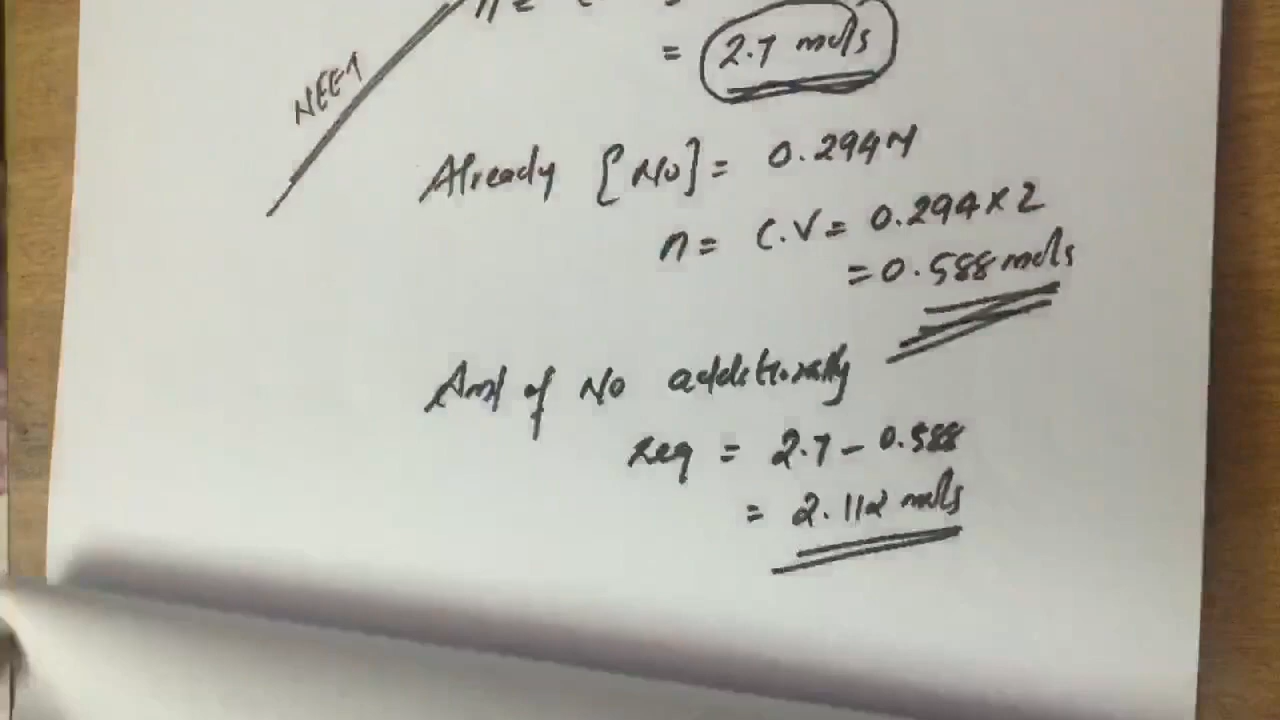 n =
= 2.7 mols
NEET
Already [NO] = 0.294M
n = C.V = 0.294 x 2
= 0.588 mols
Amt of NO additionally
req = 2.7 - 0.588
= 2.112 mols